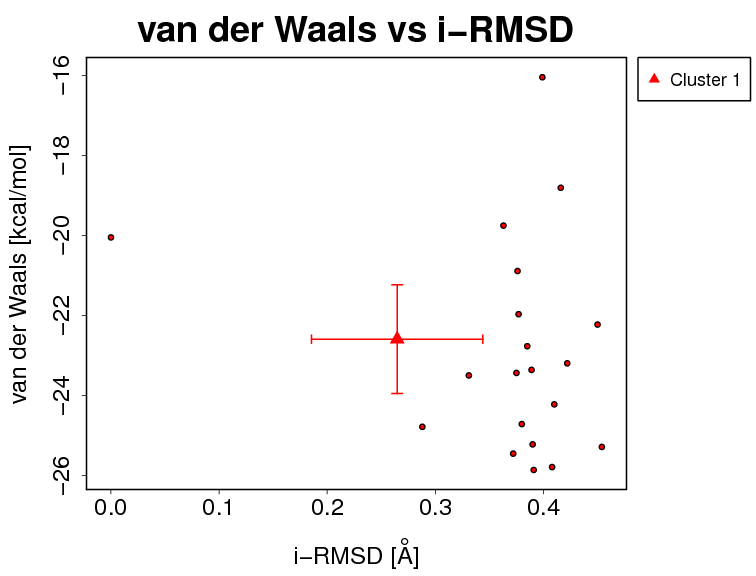 van der Waals vs i−RMSD
Cluster 1
van der Waals [kcal/mol]
−16
−18
−20
−22
−24
−26
0.0 0.1 0.2 0.3 0.4
i−RMSD [Å]